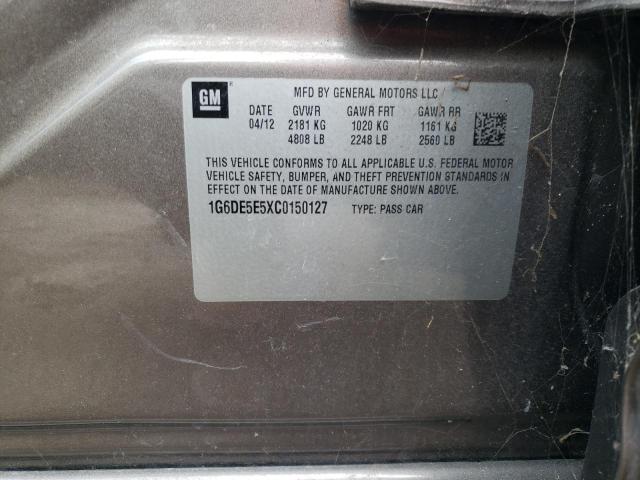 GM
MFD BY GENERAL MOTORS LLC
DATE GVWR GAWR FRT GAWR RR
04/12 2181 KG 1020 KG 1161 KG
4808 LB 2248 LB 2560 LB
THIS VEHICLE CONFORMS TO ALL APPLICABLE U.S. FEDERAL MOTOR
VEHICLE SAFETY, BUMPER, AND THEFT PREVENTION STANDARDS IN
EFFECT ON THE DATE OF MANUFACTURE SHOWN ABOVE.
1G6DE5E5XC0150127 TYPE: PASS CAR